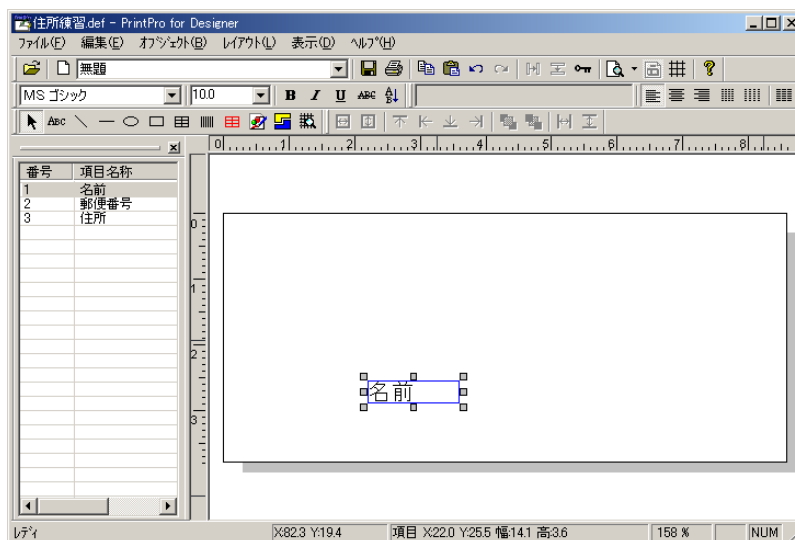 住所練習.def - PrintPro for Designer
ﾌｧｲﾙ(F) 編集(E) ｵﾌﾞｼﾞｪｸﾄ(B) ﾚｲｱｳﾄ(L) 表示(D) ﾍﾙﾌﾟ(H)
無題
MS ゴシック 10.0 B I U ABC
ABC
番号 項目名称
1 名前
2 郵便番号
3 住所
0 1 2 3 4 5 6 7 8
0
1
2
3
名前
ﾚﾃﾞｨ X:82.3 Y:19.4 項目 X:22.0 Y:25.5 幅:14.1 高:3.6 158 % NUM